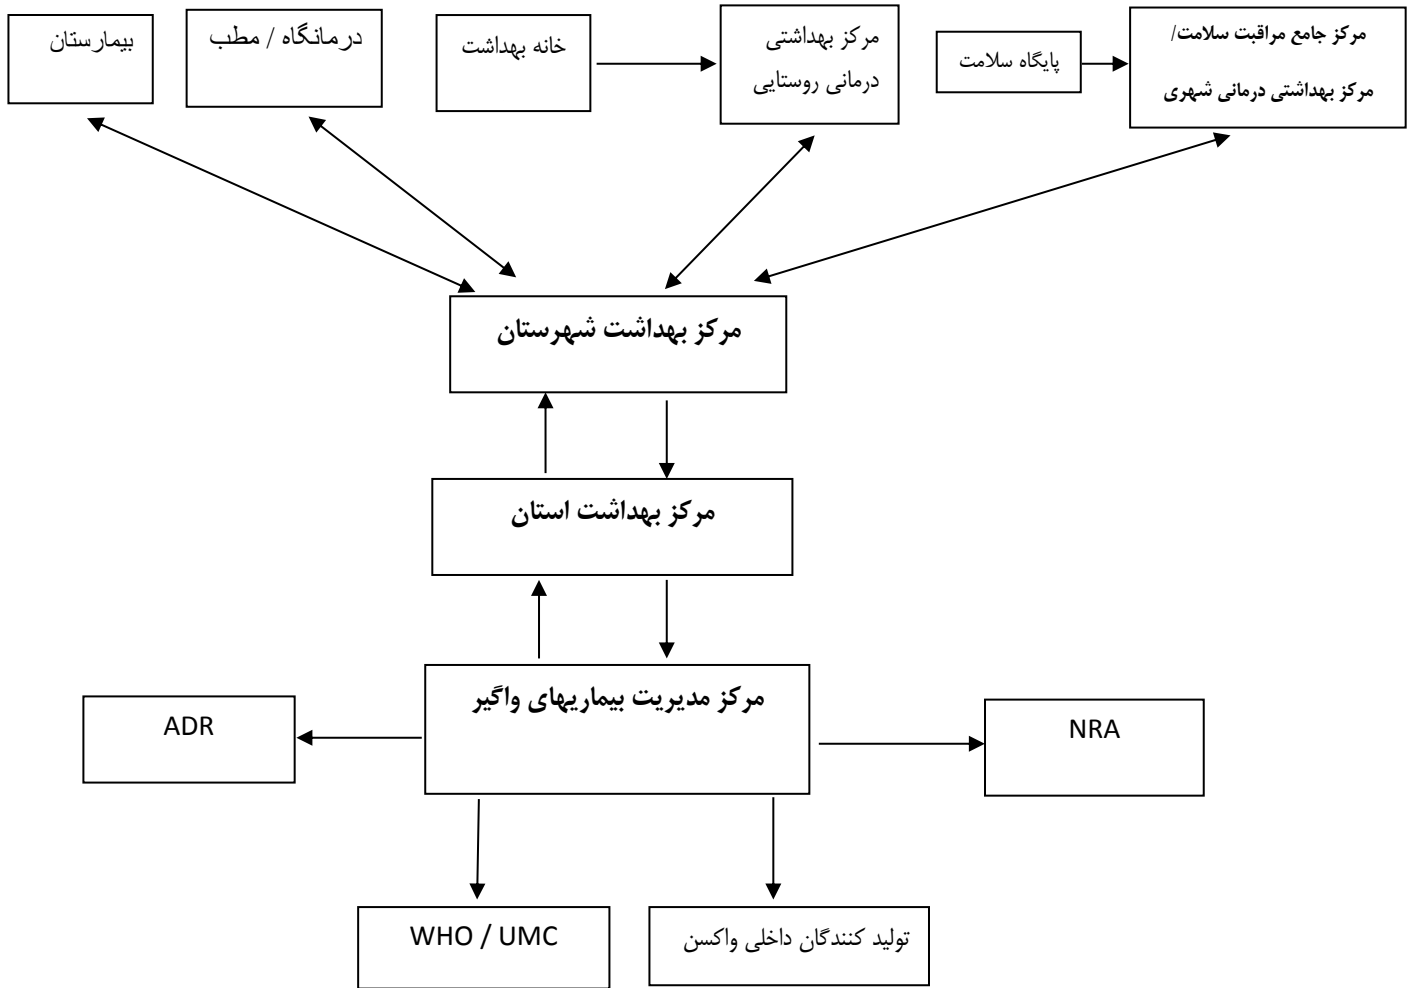 مرکز جامع مراقبت سلامت/
مرکز بهداشتی درمانی شهری
پایگاه سلامت
مرکز بهداشتی
درمانی روستایی
خانه بهداشت
درمانگاه / مطب
بیمارستان
مرکز بهداشت شهرستان
مرکز بهداشت استان
مرکز مدیریت بیماریهای واگیر
NRA
ADR
تولید کنندگان داخلی واکسن
WHO / UMC